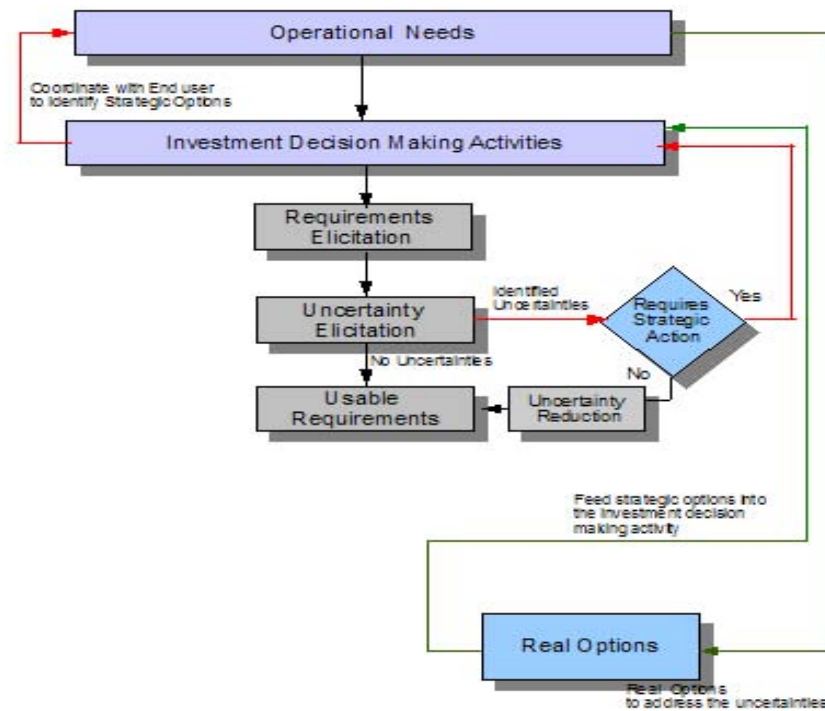 Operational Needs
Coordinate with End user
to Identify Strategic Options
Investment Decision Making Activities
Requirements
Elicitation
Uncertainty
Elicitation
Identified
Uncertainties
Requires
Strategic
Action
Yes
No Uncertainties
No
Usable
Requirements
Uncertainty
Reduction
Feed strategic options into
the investment decision
making activity
Real Options
Real Options
to address the uncertainties